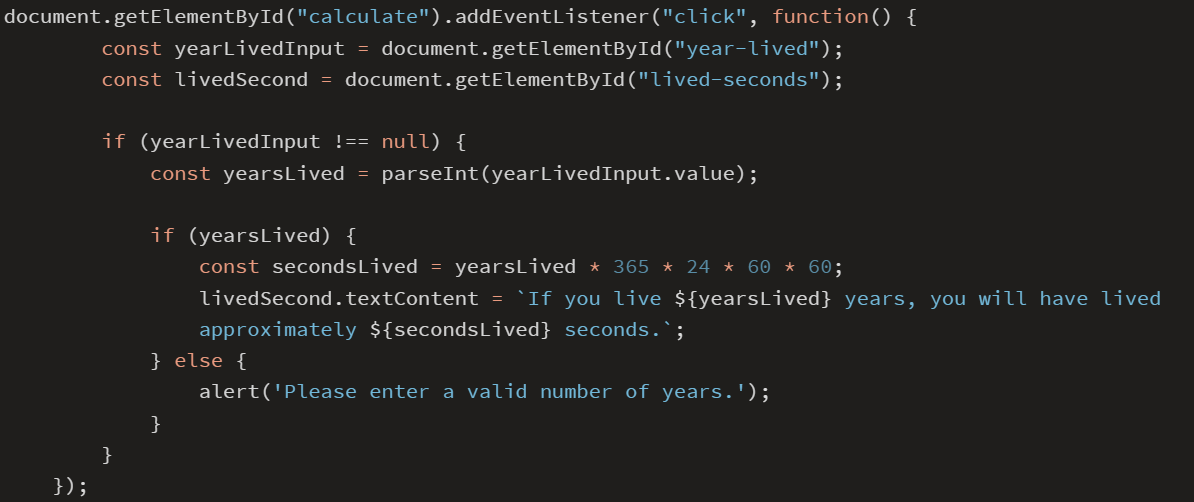 document.getElementById("calculate").addEventListener("click", function() {
        const yearLivedInput = document.getElementById("year-lived");
        const livedSecond = document.getElementById("lived-seconds");

        if (yearLivedInput !== null) {
            const yearsLived = parseInt(yearLivedInput.value);

            if (yearsLived) {
                const secondsLived = yearsLived * 365 * 24 * 60 * 60;
                livedSecond.textContent = `If you live ${yearsLived} years, you will have lived
                approximately ${secondsLived} seconds.`;
            } else {
                alert('Please enter a valid number of years.');
            }
        }
    });